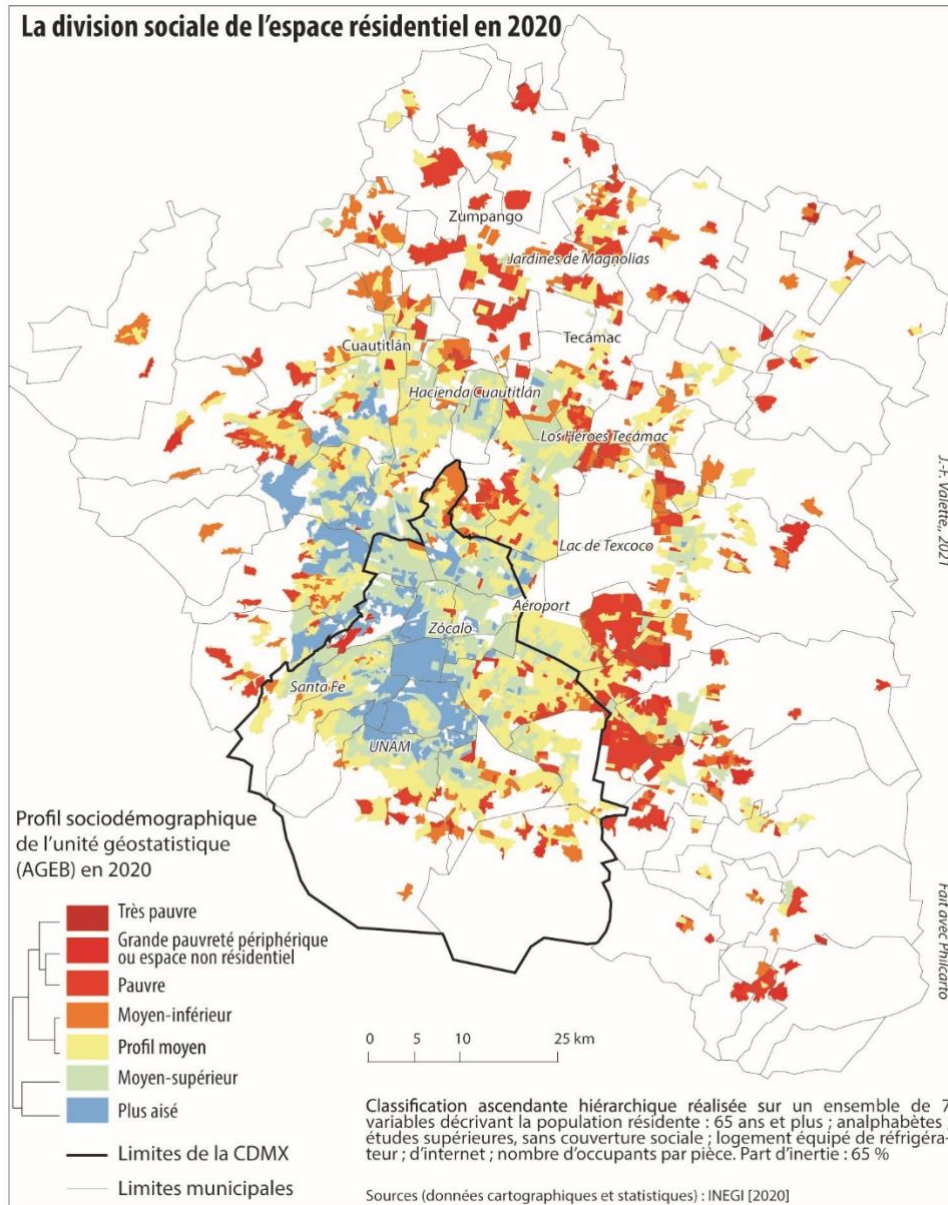 La division sociale de l’espace résidentiel en 2020
Zumpango
Jardines de Magnolias
Cuautitlán
Tecámac
Hacienda Cuautitlán
Los Héroes Tecámac
Lac de Texcoco
Aéroport
Zócalo
Santa Fe
UNAM
J.-F. Valette,, 2021
Fait avec Philcarto
Profil sociodémographique
de l’unité géostatistique
(AGEB) en 2020
Très pauvre
Grande pauvreté périphérique
ou espace non résidentiel
Pauvre
Moyen-inférieur
Profil moyen
Moyen-supérieur
Plus aisé
Limites de la CDMX
Limites municipales
0 5 10 25 km
Classification ascendante hiérarchique réalisée sur un ensemble de 7
variables décrivant la population résidente : 65 ans et plus ; analphabètes ;
études supérieures, sans couverture sociale ; logement équipé de réfrigéra-
teur ; d’internet ; nombre d’occupants par pièce. Part d’inertie : 65 %
Sources (données cartographiques et statistiques) : INEGI [2020]